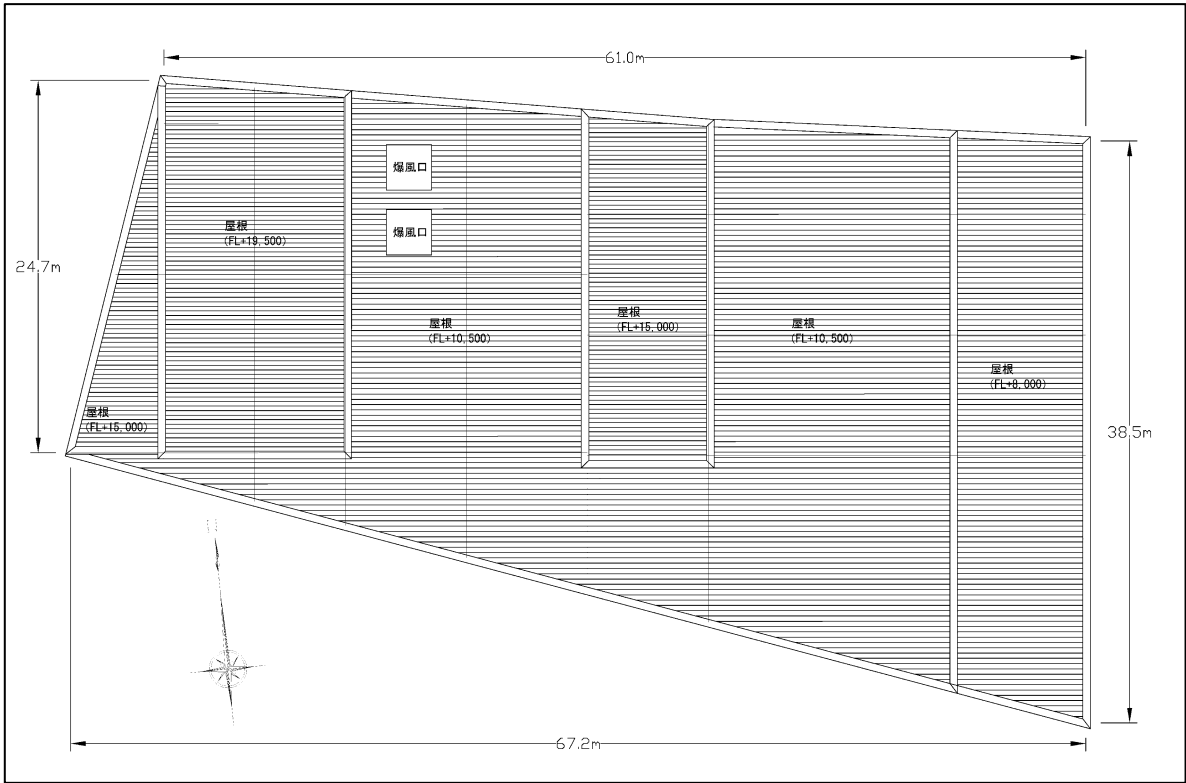 61.0m
24.7m
爆風口
爆風口
屋根
(FL+19,500)
屋根
(FL+15,000)
屋根
(FL+10,500)
屋根
(FL+10,500)
屋根
(FL+8,000)
屋根
(FL+15,000)
38.5m
67.2m